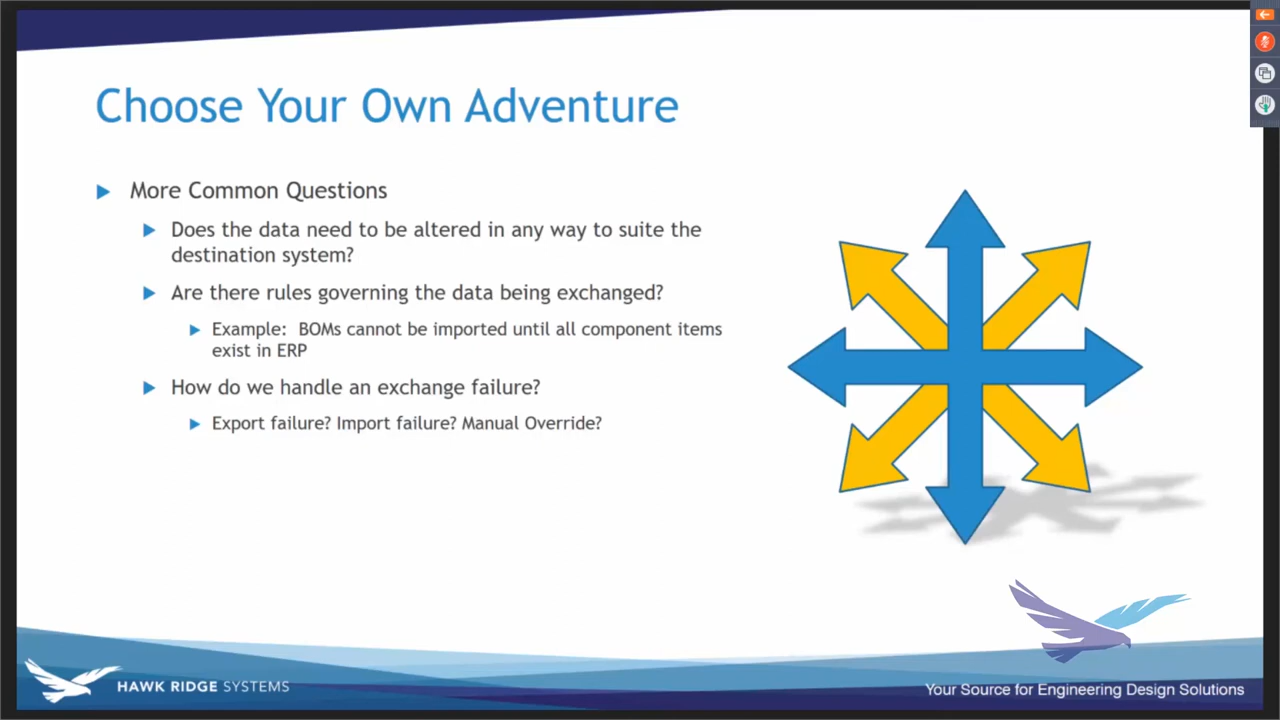 Choose Your Own Adventure
More Common Questions
Does the data need to be altered in any way to suite the
destination system?
Are there rules governing the data being exchanged?
Example:  BOMs cannot be imported until all component items
exist in ERP
How do we handle an exchange failure?
Export failure? Import failure? Manual Override?
HAWK RIDGE SYSTEMS
Your Source for Engineering Design Solutions